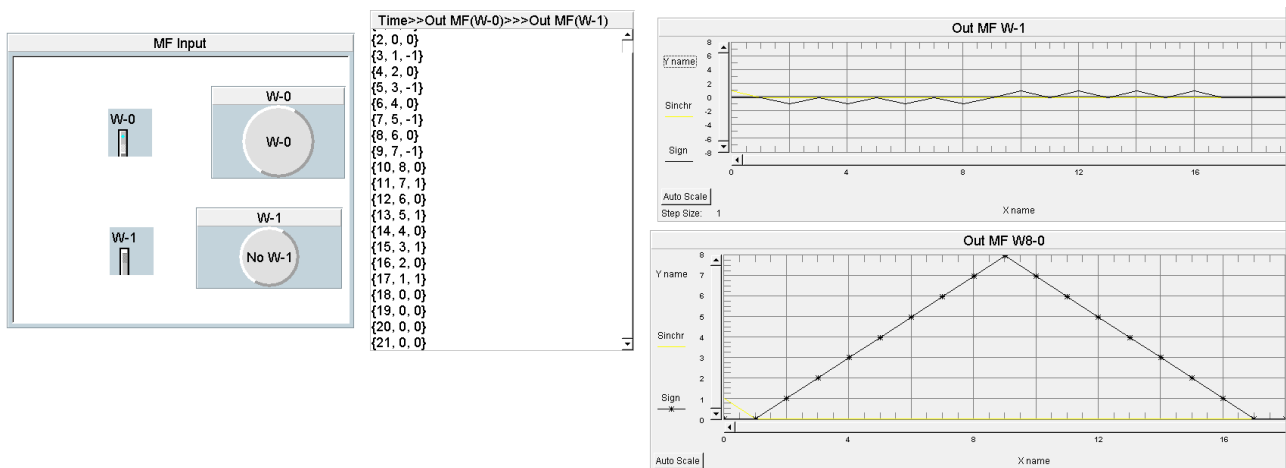 MF Input
W-0
W-0
W-0
W-1
W-1
No W-1
Time>>Out MF(W-0)>>>Out MF(W-1)
{2, 0, 0}
{3, 1, -1}
{4, 2, 0}
{5, 3, -1}
{6, 4, 0}
{7, 5, -1}
{8, 6, 0}
{9, 7, -1}
{10, 8, 0}
{11, 7, 1}
{12, 6, 0}
{13, 5, 1}
{14, 4, 0}
{15, 3, 1}
{16, 2, 0}
{17, 1, 1}
{18, 0, 0}
{19, 0, 0}
{20, 0, 0}
{21, 0, 0}
Out MF W-1
Y name
Sinchr
Sign
8
6
4
2
0
-2
-4
-6
-8
0 4 8 12 16
Auto Scale
Step Size: 1
X name
Out MF W8-0
Y name
Sinchr
Sign
8
7
6
5
4
3
2
1
0
0 4 8 12 16
Auto Scale
X name